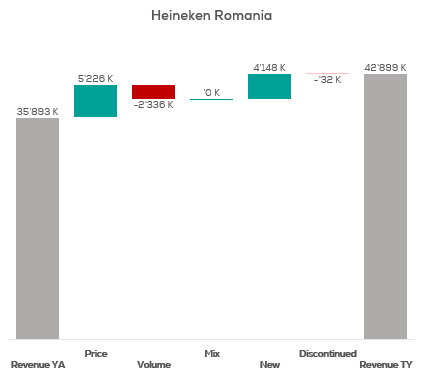 Heineken Romania
35'893 K
5'226 K
-2'336 K
'0 K
4'148 K
-'32 K
42'899 K
Revenue YA
Price
Volume
Mix
New
Discontinued
Revenue TY